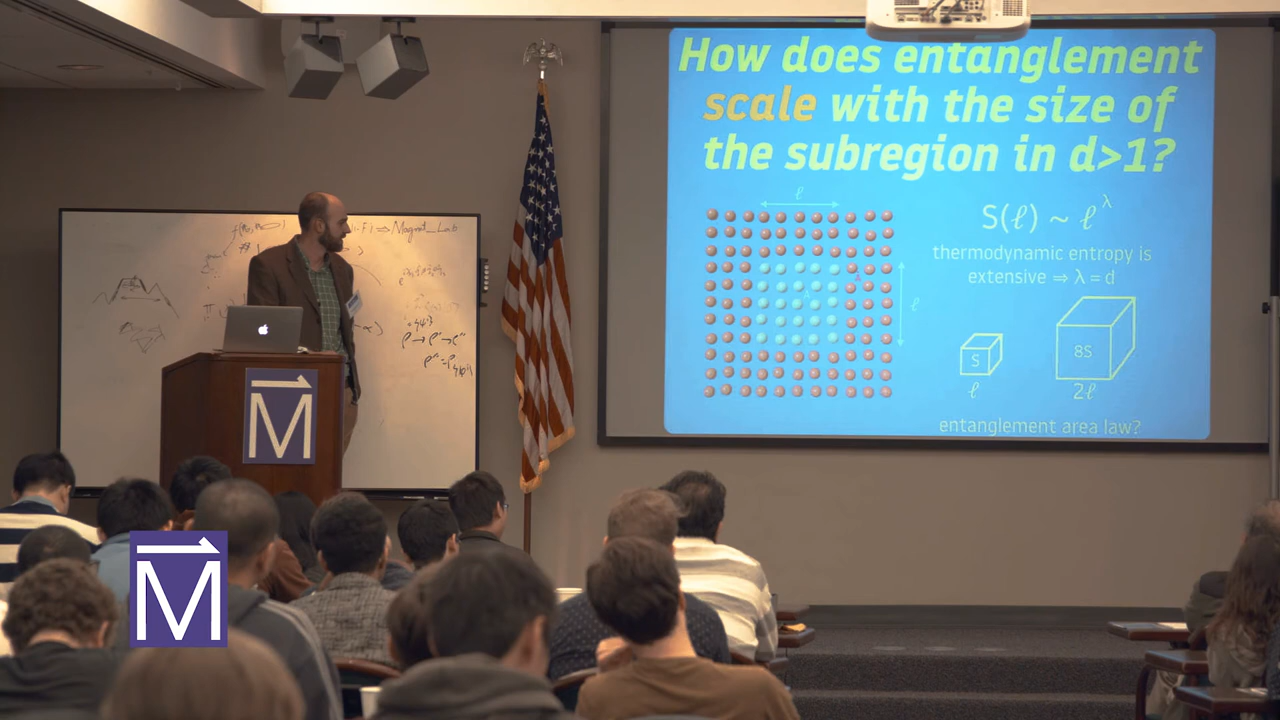 How does entanglement
scale with the size of
the subregion in d>1?
ℓ
S(ℓ) ~ ℓ^λ
thermodynamic entropy is
extensive ⇒ λ = d
ℓ
S
8S
ℓ
2ℓ
entanglement area law?
⇒ Magnet_Lab
ρ→ρ'→ρ''
M
M